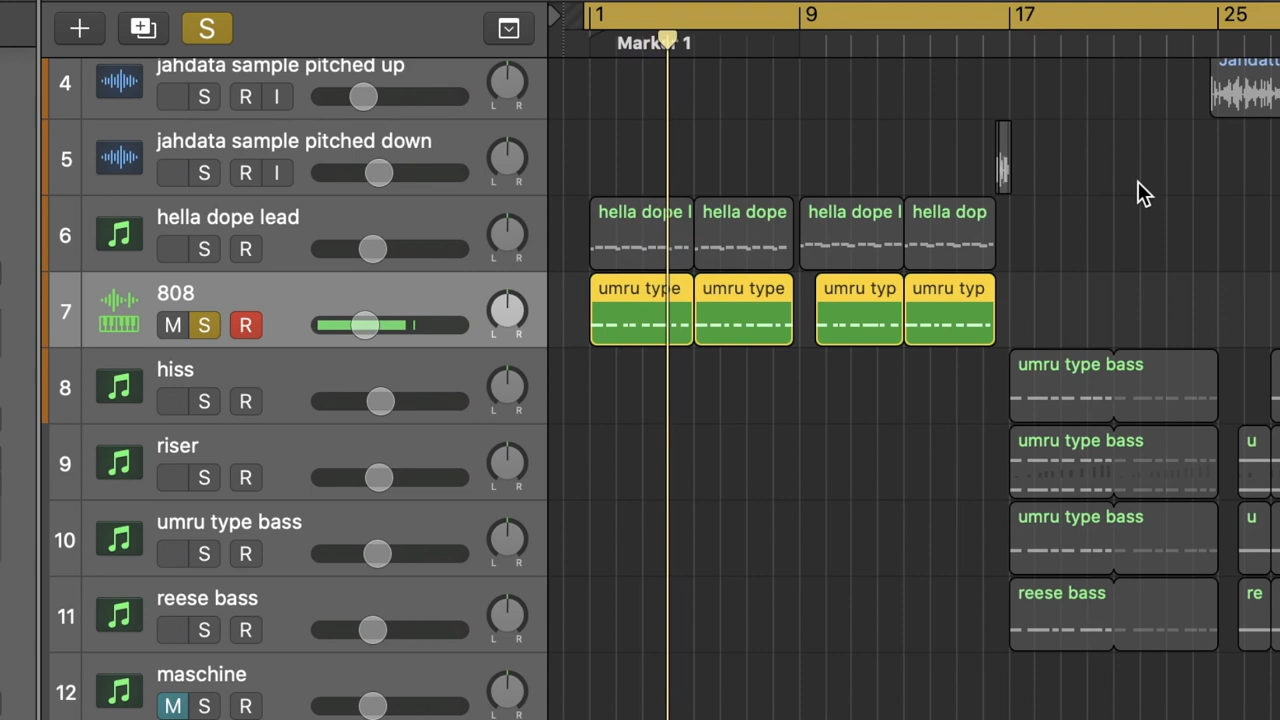 S
1 9 17 25
Marker 1
4 jahdata sample pitched up
S R I L R
5 jahdata sample pitched down
S R I L R
6 hella dope lead
S R L R
hella dope l hella dope hella dope l hella dop
7 808
M S R L R
umru type umru type umru typ umru typ
8 hiss
S R L R
umru type bass
9 riser
S R L R
umru type bass u
10 umru type bass
S R L R
umru type bass u
11 reese bass
S R L R
reese bass re
12 maschine
M S R L R